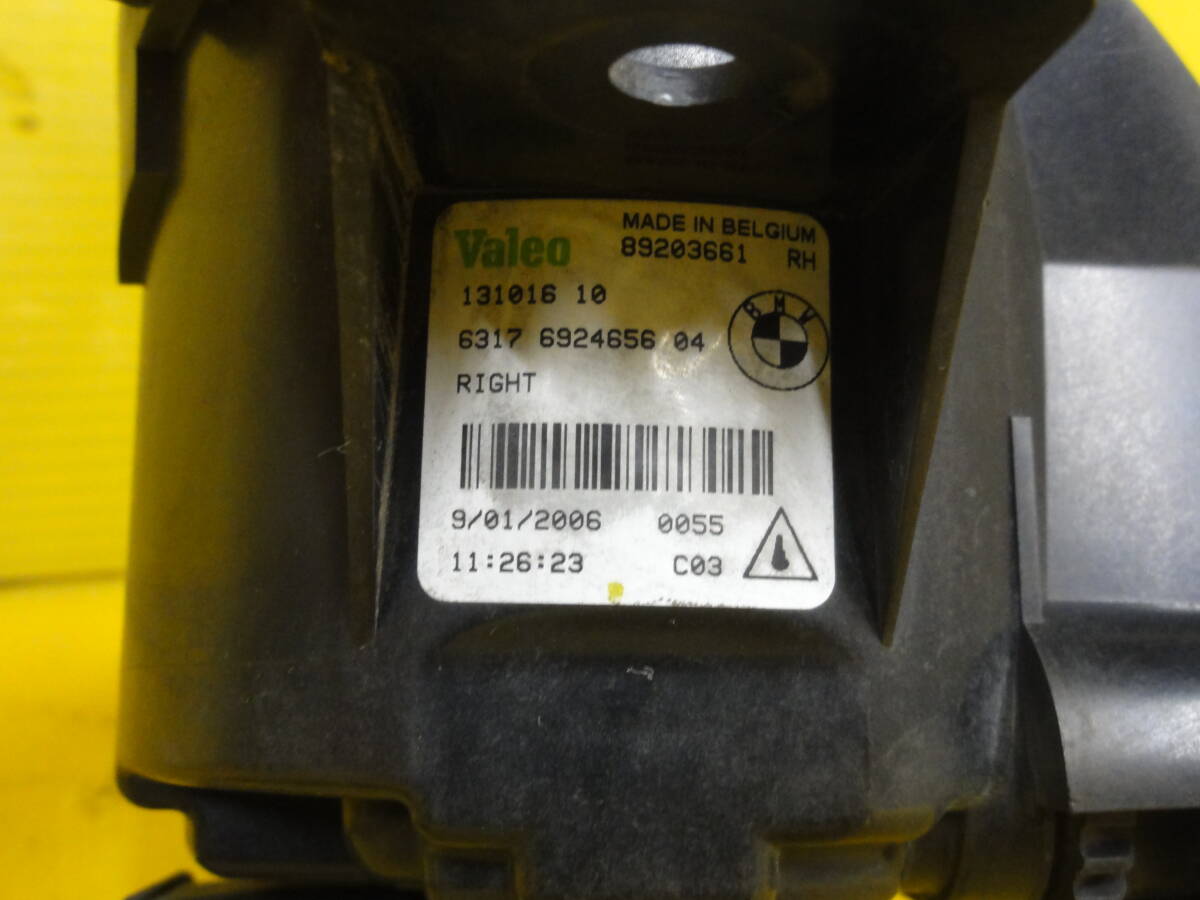 Valeo MADE IN BELGIUM
89203661 RH
131016 10
6317 6924656 04
BMW
RIGHT
9/01/2006 0055
11:26:23 C03